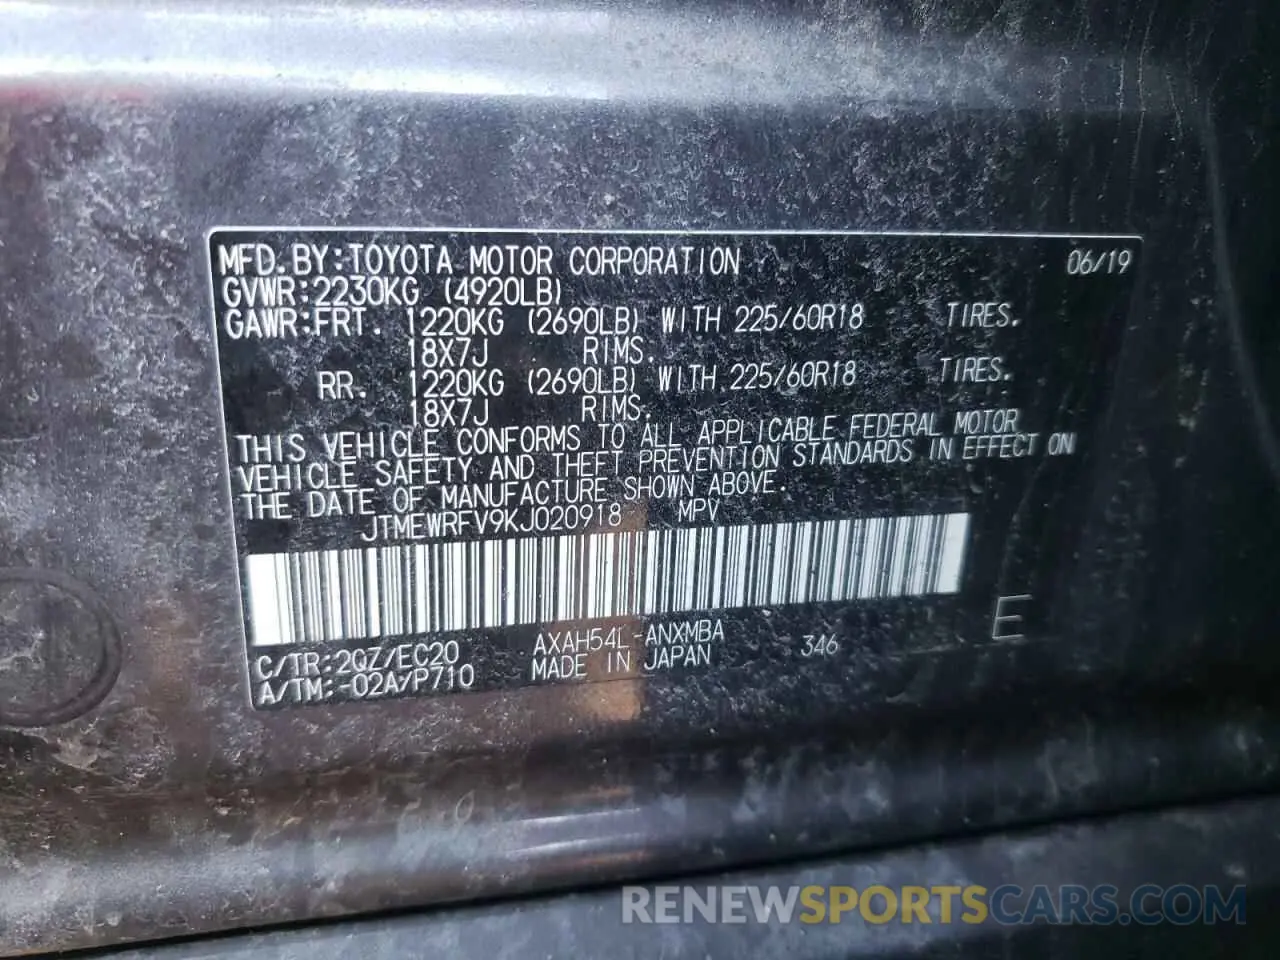 MFD.BY:TOYOTA MOTOR CORPORATION 06/19
GVWR:2230KG (4920LB)
GAWR:FRT. 1220KG (2690LB) WITH 225/60R18 TIRES.
18X7J RIMS.
RR. 1220KG (2690LB) WITH 225/60R18 TIRES.
18X7J RIMS.
THIS VEHICLE CONFORMS TO ALL APPLICABLE FEDERAL MOTOR
VEHICLE SAFETY AND THEFT PREVENTION STANDARDS IN EFFECT ON
THE DATE OF MANUFACTURE SHOWN ABOVE.
JTMEWRFV9KJ020918 MPV
C/TR:2QZ/EC20 AXAH54L-ANXMBA 346 E
A/TM:-02A/P710 MADE IN JAPAN
RENEWSPORTSCARS.COM